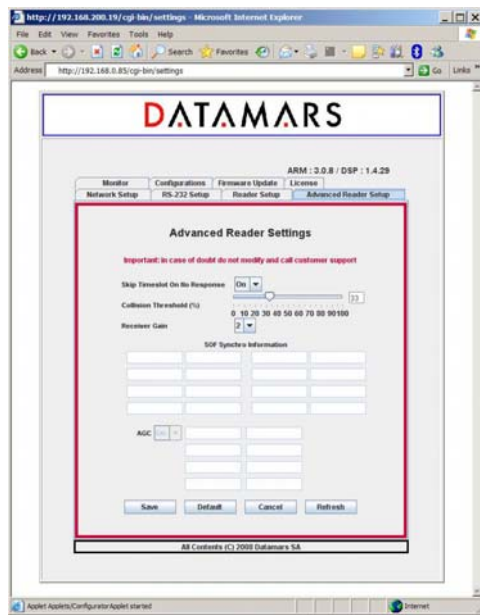 http://192.168.200.19/cgi-bin/settings - Microsoft Internet Explorer
File Edit View Favorites Tools Help
Back Search Favorites
Address http://192.168.0.85/cgi-bin/settings Go Links »
DATAMARS
ARM : 3.0.8 / DSP : 1.4.29
Monitor Configurations Firmware Update License
Network Setup RS-232 Setup Reader Setup Advanced Reader Setup
Advanced Reader Settings
Important: in case of doubt do not modify and call customer support
Skip Timeslot On No Response On
Collision Threshold (%) 33
0 10 20 30 40 50 60 70 80 90100
Receiver Gain 2
SOF Synchro Information
AGC
Save Default Cancel Refresh
All Contents (C) 2008 Datamars SA
Applet Applets/ConfiguratorApplet started Internet